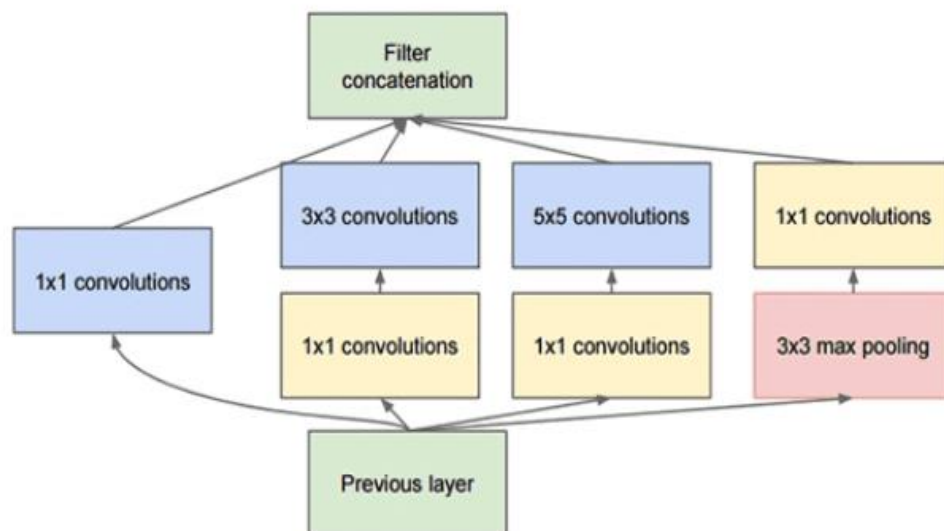 Filter
concatenation
3x3 convolutions
5x5 convolutions
1x1 convolutions
1x1 convolutions
1x1 convolutions
1x1 convolutions
3x3 max pooling
Previous layer